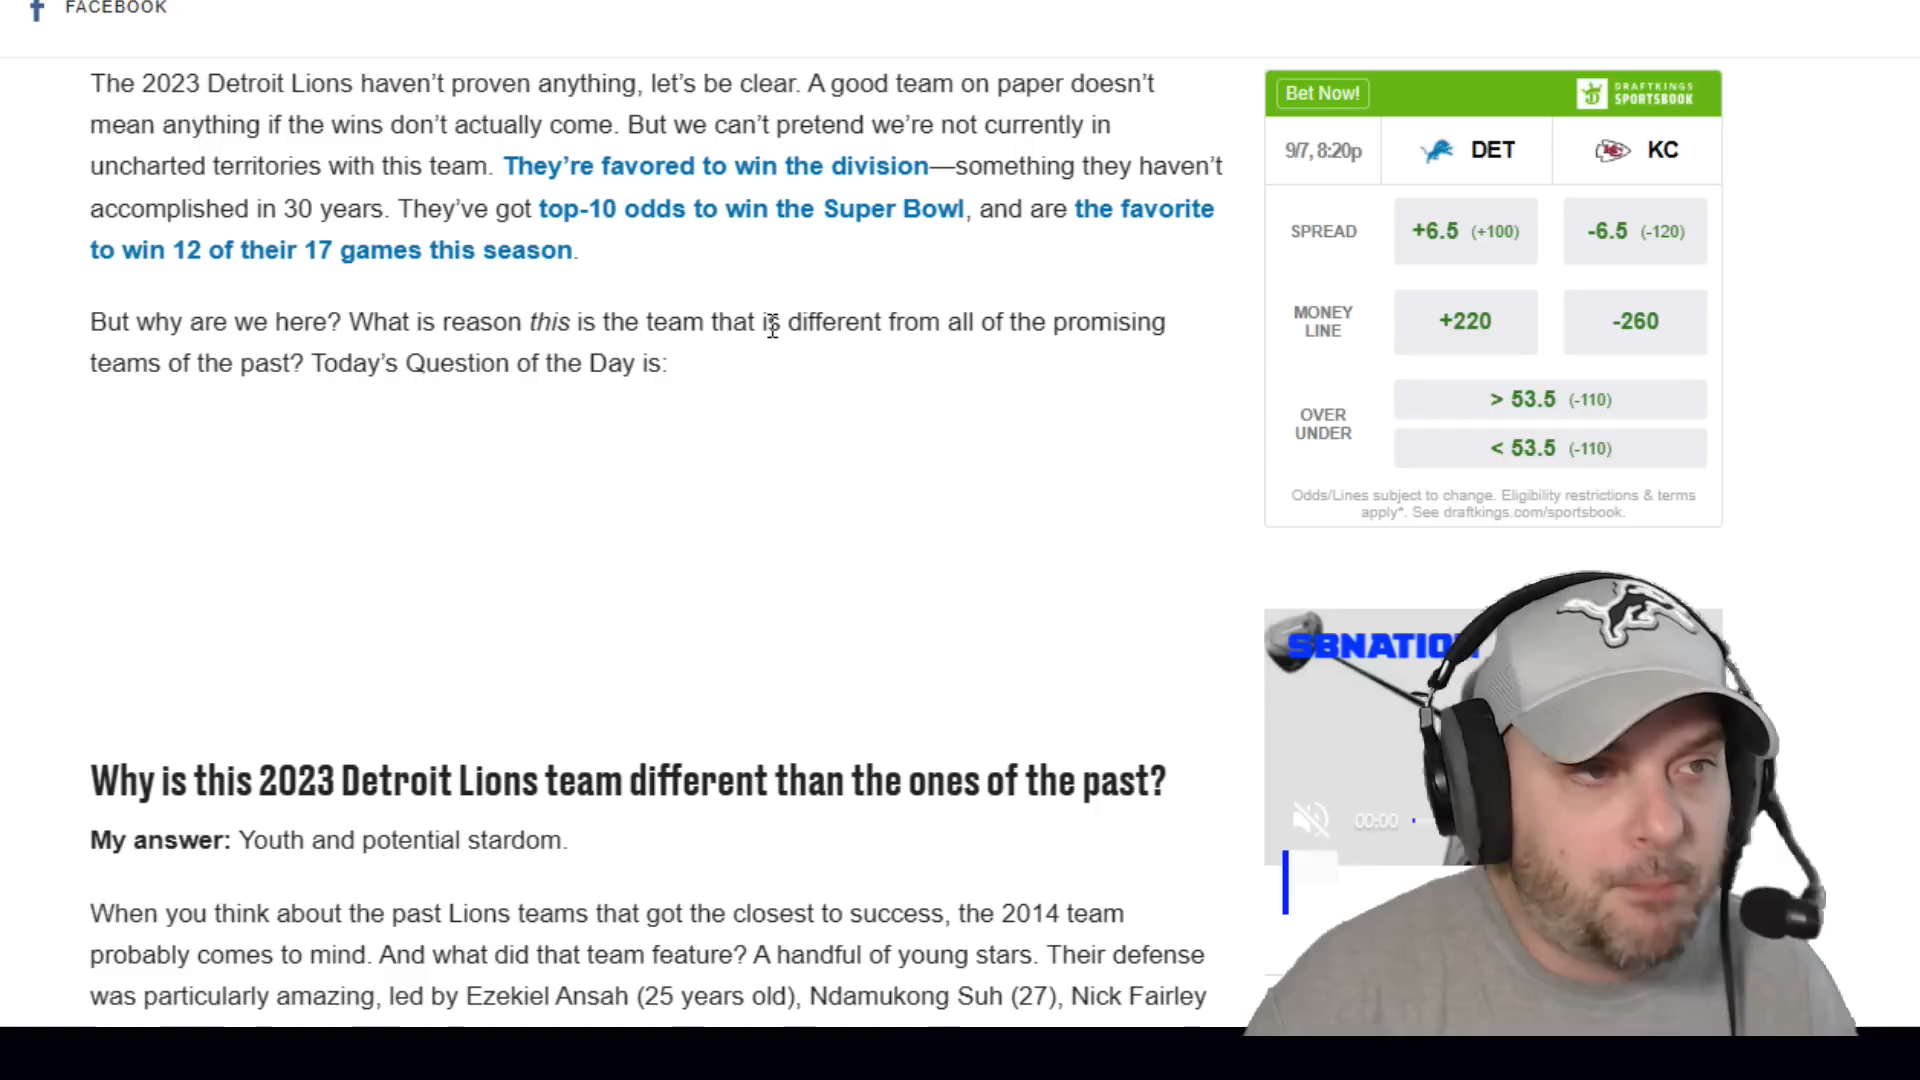 FACEBOOK
The 2023 Detroit Lions haven’t proven anything, let’s be clear. A good team on paper doesn’t
mean anything if the wins don’t actually come. But we can’t pretend we’re not currently in
uncharted territories with this team. They’re favored to win the division—something they haven’t
accomplished in 30 years. They’ve got top-10 odds to win the Super Bowl, and are the favorite
to win 12 of their 17 games this season.
But why are we here? What is reason this is the team that is different from all of the promising
teams of the past? Today’s Question of the Day is:
Why is this 2023 Detroit Lions team different than the ones of the past?
My answer: Youth and potential stardom.
When you think about the past Lions teams that got the closest to success, the 2014 team
probably comes to mind. And what did that team feature? A handful of young stars. Their defense
was particularly amazing, led by Ezekiel Ansah (25 years old), Ndamukong Suh (27), Nick Fairley
Bet Now!
DRAFTKINGS
SPORTSBOOK
9/7, 8:20p DET KC
SPREAD +6.5 (+100) -6.5 (-120)
MONEY
LINE
+220 -260
OVER
UNDER
> 53.5 (-110)
< 53.5 (-110)
Odds/Lines subject to change. Eligibility restrictions & terms
apply*. See draftkings.com/sportsbook.
SBNATION
00:00